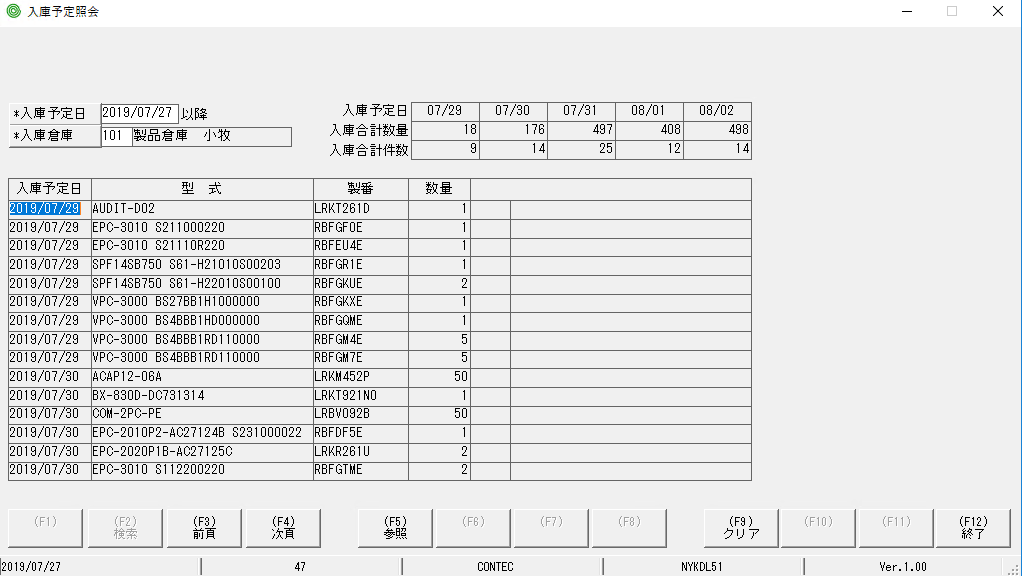 入庫予定照会
*入庫予定日 2019/07/27 以降
*入庫倉庫 101 製品倉庫 小牧
入庫予定日 07/29 07/30 07/31 08/01 08/02
入庫合計数量 18 176 497 408 498
入庫合計件数 9 14 25 12 14
入庫予定日 型 式 製番 数量
2019/07/29 AUDIT-D02 LRKT261D 1
2019/07/29 EPC-3010 S211000220 RBFGF0E 1
2019/07/29 EPC-3010 S21110R220 RBFEU4E 1
2019/07/29 SPF14SB750 S61-H21010S00203 RBFGR1E 1
2019/07/29 SPF14SB750 S61-H22010S00100 RBFGKUE 2
2019/07/29 VPC-3000 BS27BB1H1000000 RBFGKXE 1
2019/07/29 VPC-3000 BS4BBB1HD000000 RBFGQME 1
2019/07/29 VPC-3000 BS4BBB1RD110000 RBFGM4E 5
2019/07/29 VPC-3000 BS4BBB1RD110000 RBFGM7E 5
2019/07/30 ACAP12-06A LRKM452P 50
2019/07/30 BX-830D-DC731314 LRKT921N0 1
2019/07/30 COM-2PC-PE LRBV092B 50
2019/07/30 EPC-2010P2-AC27124B S231000022 RBFDF5E 1
2019/07/30 EPC-2020P1B-AC27125C LRKR261U 2
2019/07/30 EPC-3010 S112200220 RBFGTME 2
(F1) (F2) (F3) (F4) (F5) (F6) (F7) (F8) (F9) (F10) (F11) (F12)
検索 前頁 次頁 参照 クリア 終了
2019/07/27 47 CONTEC NYKDL51 Ver.1.00